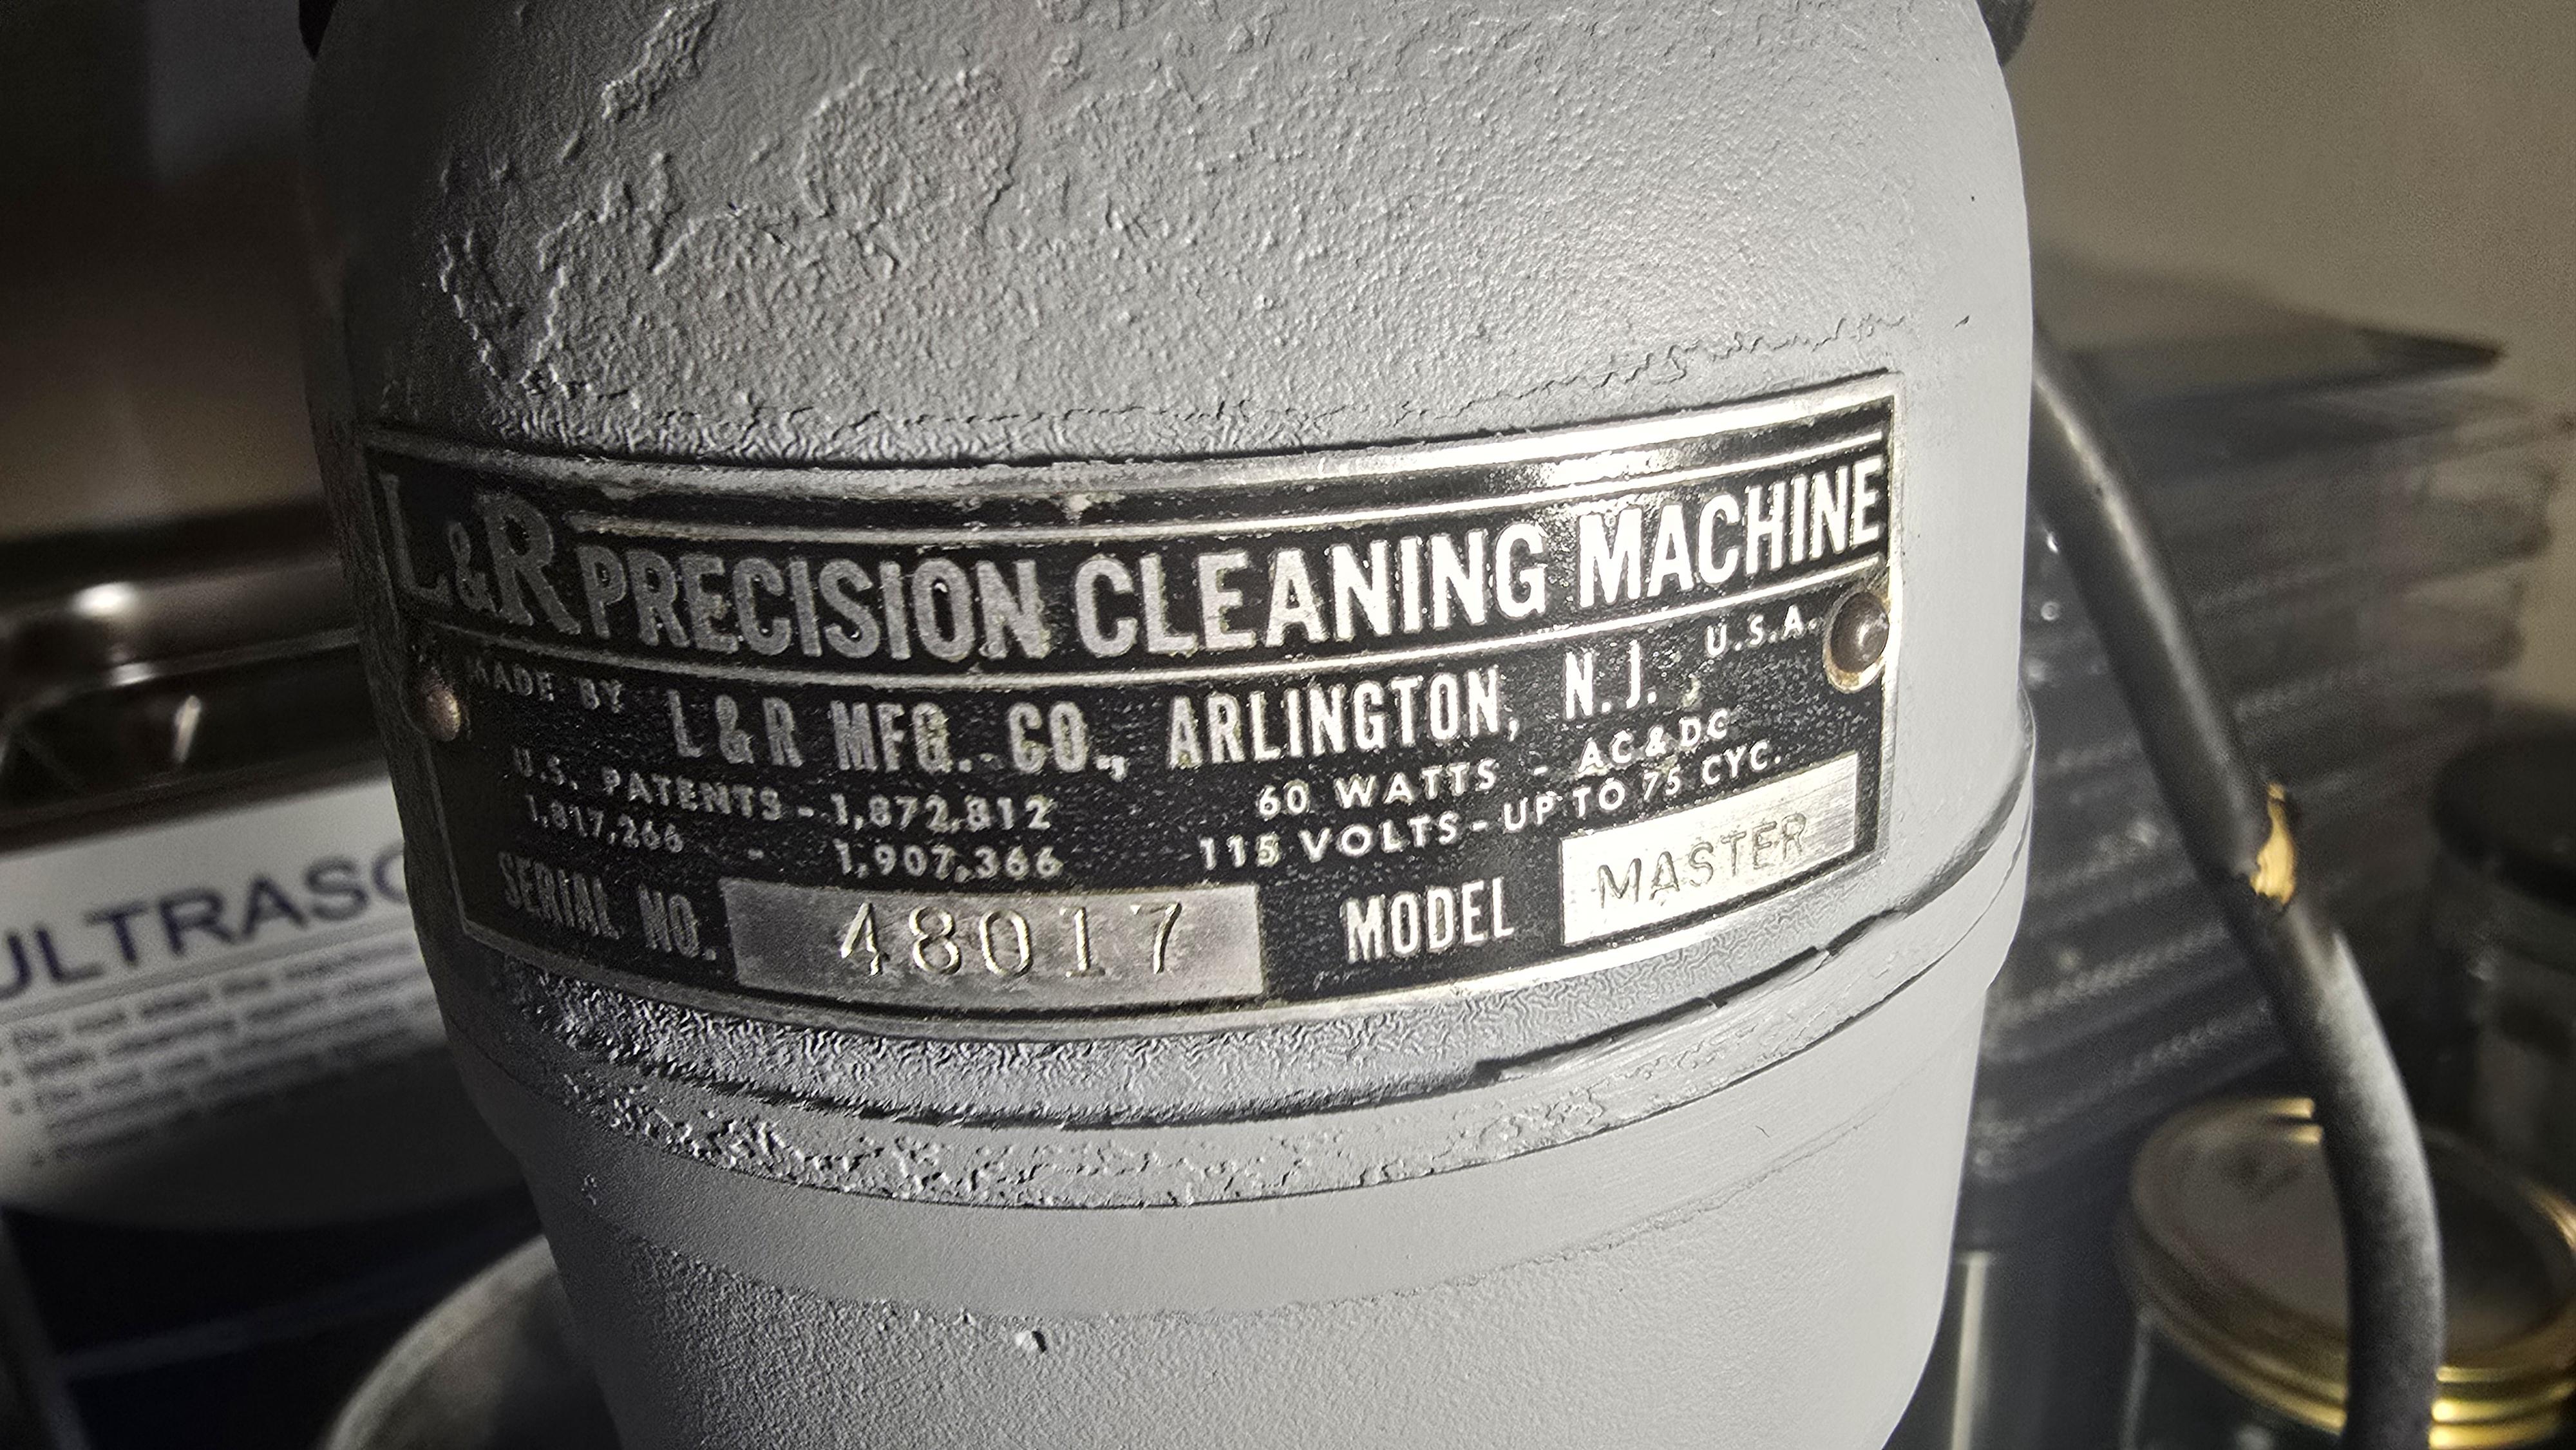 L&R PRECISION CLEANING MACHINE
MADE BY L & R MFG. CO., ARLINGTON, N. J. U.S.A.
U.S. PATENTS - 1,872,812
1,817,266 - 1,907,366
60 WATTS - AC & DC
115 VOLTS - UP TO 75 CYC.
SERIAL NO. 48017
MODEL MASTER